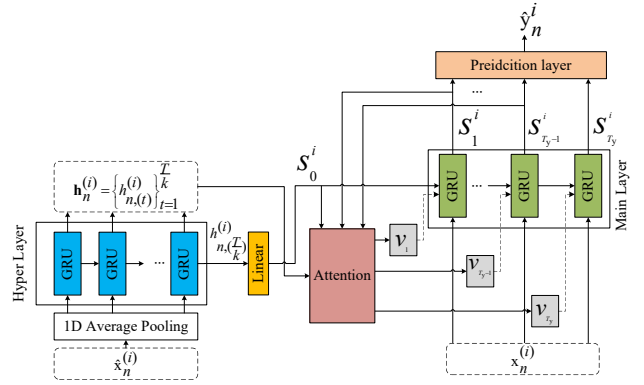 ŷ_n^i
Preidcition layer
...
S_1^i
S_{T_y-1}^i
S_{T_y}^i
S_0^i
GRU
...
GRU
GRU
Main Layer
h_n^{(i)} = {h_{n,(t)}^{(i)}}_{t=1}^{T/k}
h_{n,(T/k)}^{(i)}
Hyper Layer
GRU
GRU
...
GRU
Linear
Attention
v_1
v_{T_y-1}
v_{T_y}
1D Average Pooling
x̂_n^{(i)}
x_n^{(i)}